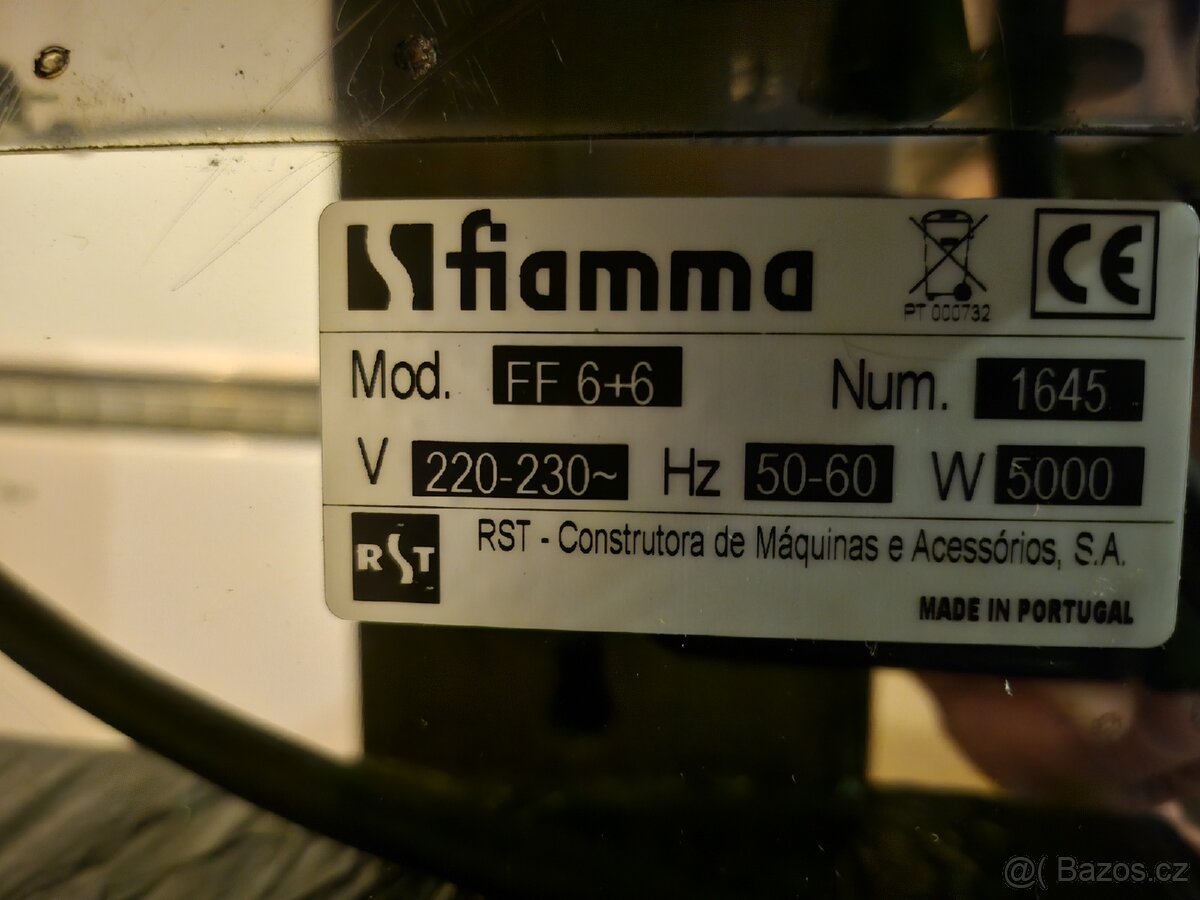 fiamma
PT 000732
CE
Mod. FF 6+6 Num. 1645
V 220-230~ Hz 50-60 W 5000
RST RST - Construtora de Máquinas e Acessórios, S.A.
MADE IN PORTUGAL
@( Bazos.cz